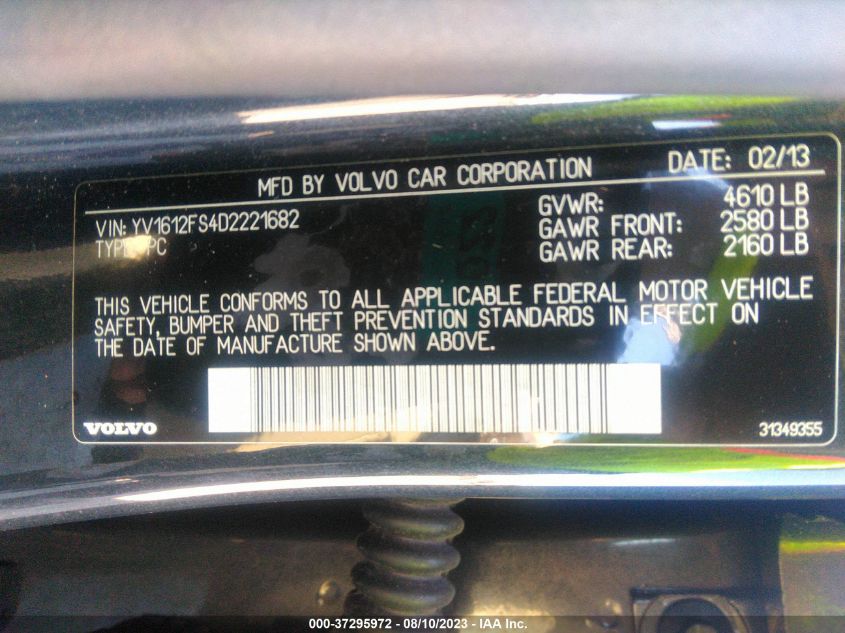 MFD BY VOLVO CAR CORPORATION DATE: 02/13
VIN: YV1612FS4D2221682 GVWR: 4610 LB
TYPE: PC GAWR FRONT: 2580 LB
GAWR REAR: 2160 LB
THIS VEHICLE CONFORMS TO ALL APPLICABLE FEDERAL MOTOR VEHICLE
SAFETY, BUMPER AND THEFT PREVENTION STANDARDS IN EFFECT ON
THE DATE OF MANUFACTURE SHOWN ABOVE.
VOLVO 31349355
000-37295972 - 08/10/2023 - IAA Inc.